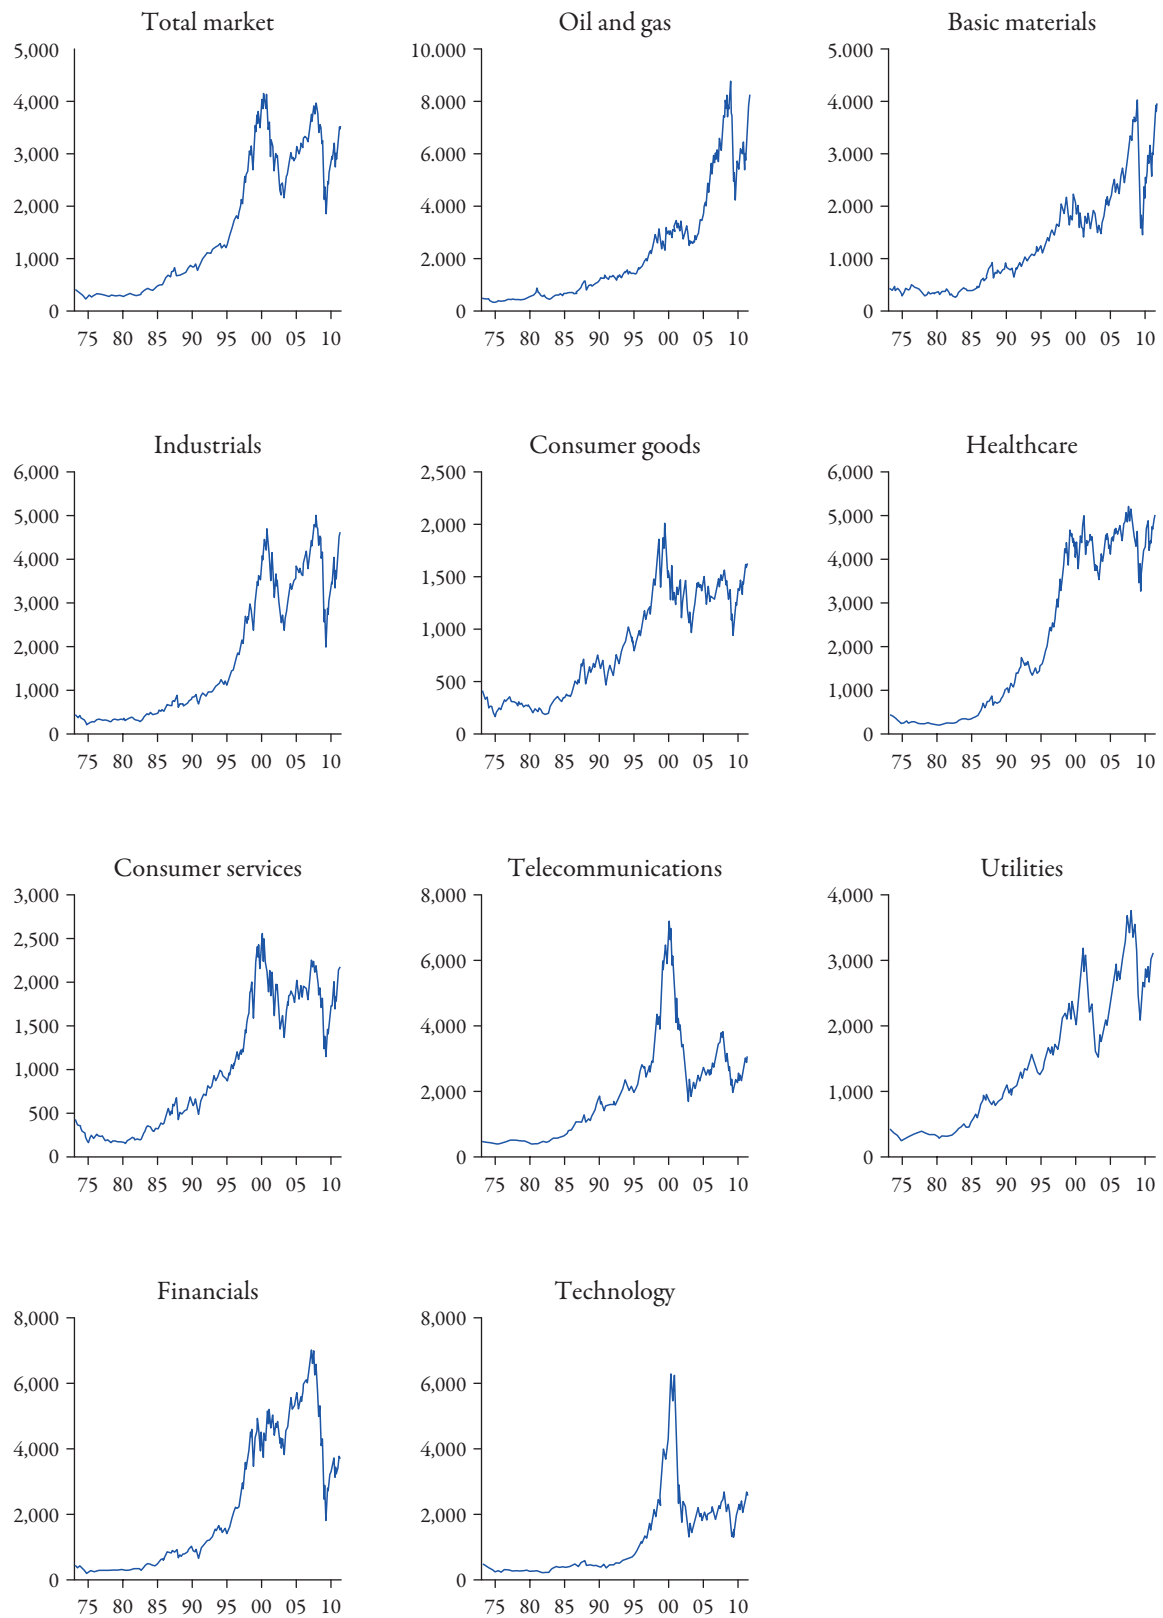 Total market
5,000
4,000
3,000
2,000
1,000
0
75 80 85 90 95 00 05 10
Oil and gas
10.000
8.000
6.000
4.000
2.000
0
75 80 85 90 95 00 05 10
Basic materials
5.000
4.000
3.000
2.000
1.000
0
75 80 85 90 95 00 05 10
Industrials
6,000
5,000
4,000
3,000
2,000
1,000
0
75 80 85 90 95 00 05 10
Consumer goods
2,500
2,000
1,500
1,000
500
0
75 80 85 90 95 00 05 10
Healthcare
6,000
5,000
4,000
3,000
2,000
1,000
0
75 80 85 90 95 00 05 10
Consumer services
3,000
2,500
2,000
1,500
1,000
500
0
75 80 85 90 95 00 05 10
Telecommunications
8,000
6,000
4,000
2,000
0
75 80 85 90 95 00 05 10
Utilities
4,000
3,000
2,000
1,000
0
75 80 85 90 95 00 05 10
Financials
8,000
6,000
4,000
2,000
0
75 80 85 90 95 00 05 10
Technology
8,000
6,000
4,000
2,000
0
75 80 85 90 95 00 05 10